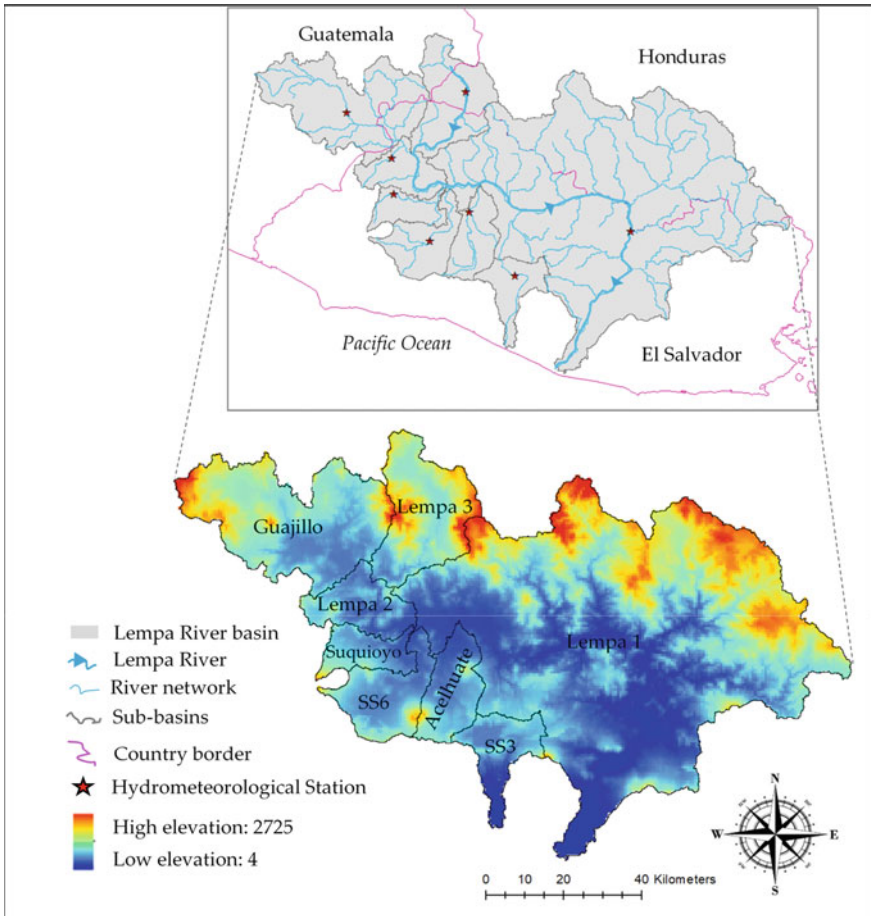 Guatemala
Honduras
Pacific Ocean
El Salvador
Lempa 3
Guajillo
Lempa 2
Lempa 1
Suquioyo
Acelhuate
SS6
SS3
Lempa River basin
Lempa River
River network
Sub-basins
Country border
Hydrometeorological Station
High elevation: 2725
Low elevation: 4
N
W E
S
0 5 10 20 30 40 Kilometers